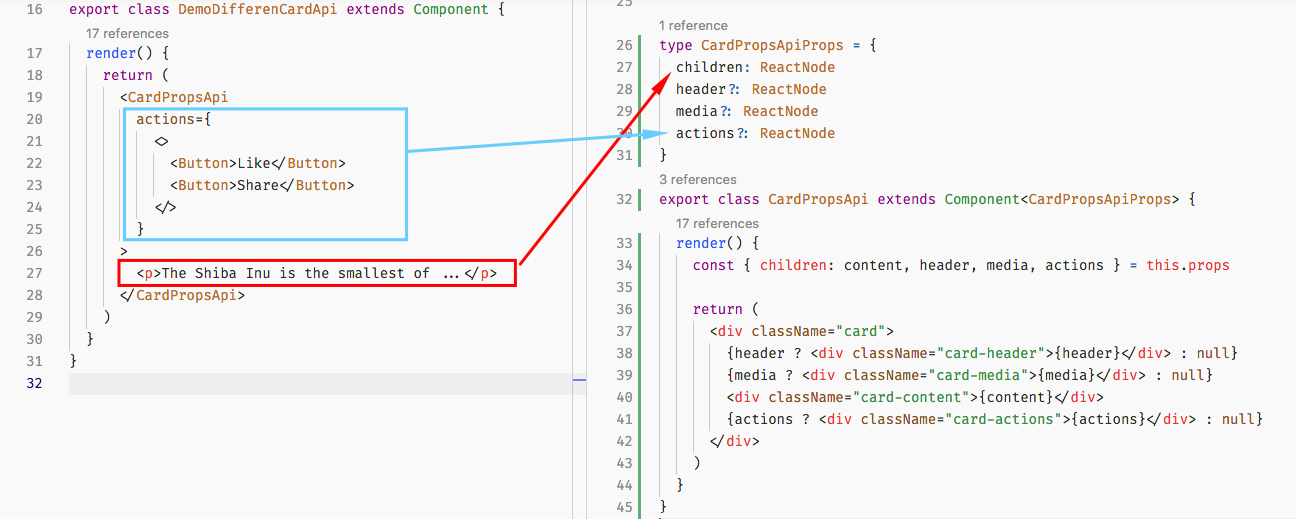 16 export class DemoDifferenCardApi extends Component {
17 references
17 render() {
18 return (
19 <CardPropsApi
20 actions={
21 <>
22 <Button>Like</Button>
23 <Button>Share</Button>
24 </>
25 }
26 >
27 <p>The Shiba Inu is the smallest of ...</p>
28 </CardPropsApi>
29 )
30 }
31 }
32
25
1 reference
26 type CardPropsApiProps = {
27 children: ReactNode
28 header?: ReactNode
29 media?: ReactNode
30 actions?: ReactNode
31 }
3 references
32 export class CardPropsApi extends Component<CardPropsApiProps> {
17 references
33 render() {
34 const { children: content, header, media, actions } = this.props
35
36 return (
37 <div className="card">
38 {header ? <div className="card-header">{header}</div> : null}
39 {media ? <div className="card-media">{media}</div> : null}
40 <div className="card-content">{content}</div>
41 {actions ? <div className="card-actions">{actions}</div> : null}
42 </div>
43 )
44 }
45 }